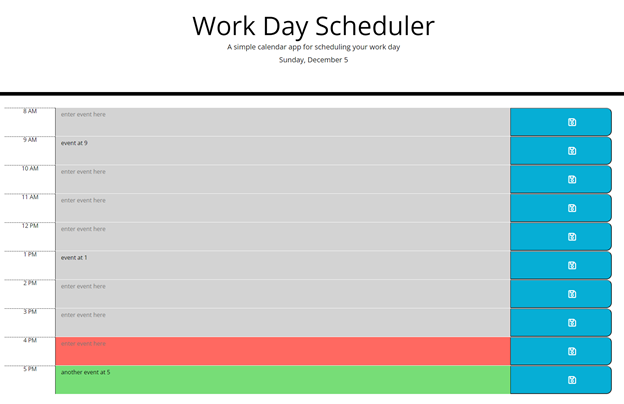 Work Day Scheduler
A simple calendar app for scheduling your work day
Sunday, December 5
8 AM enter event here
9 AM event at 9
10 AM enter event here
11 AM enter event here
12 PM enter event here
1 PM event at 1
2 PM enter event here
3 PM enter event here
4 PM enter event here
5 PM another event at 5